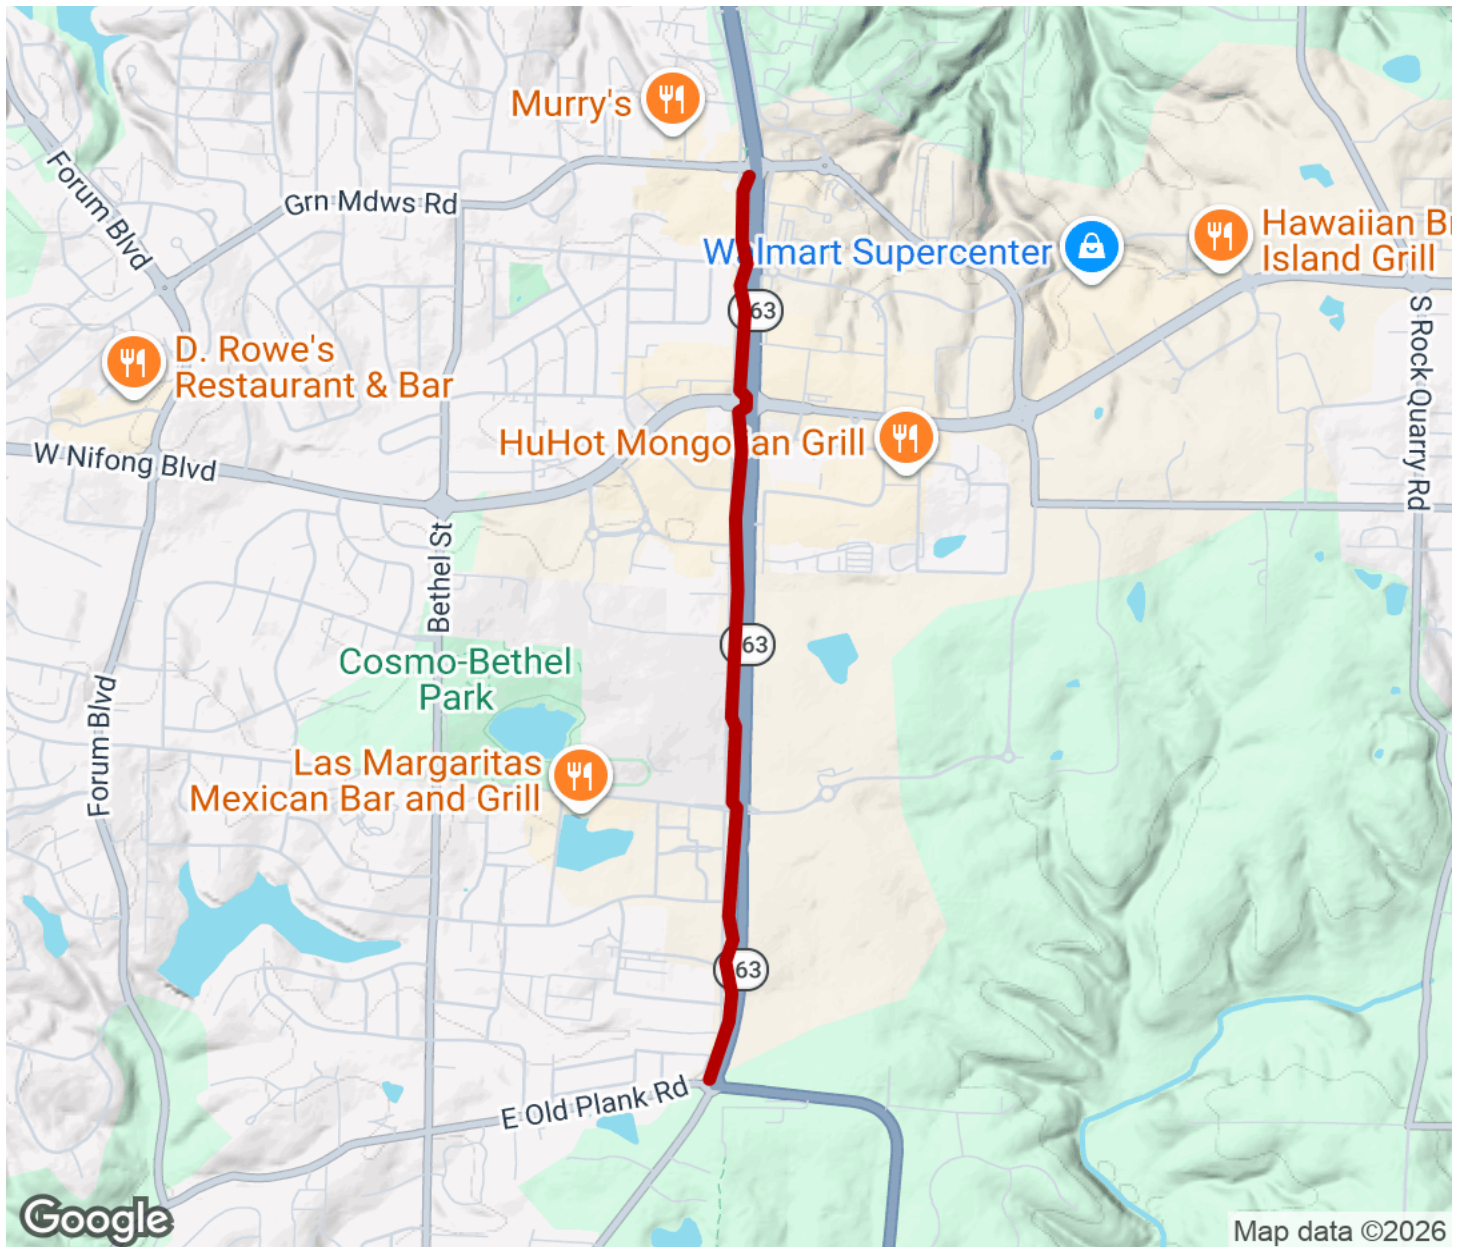 Murry's
Forum Blvd
Grn Mdws Rd
Walmart Supercenter
Hawaiian Br
Island Grill
63
S Rock Quarry Rd
D. Rowe's
Restaurant & Bar
W Nifong Blvd
HuHot Mongolian Grill
Bethel St
63
Cosmo-Bethel
Park
Forum Blvd
Las Margaritas
Mexican Bar and Grill
63
E Old Plank Rd
Google
Map data ©2026